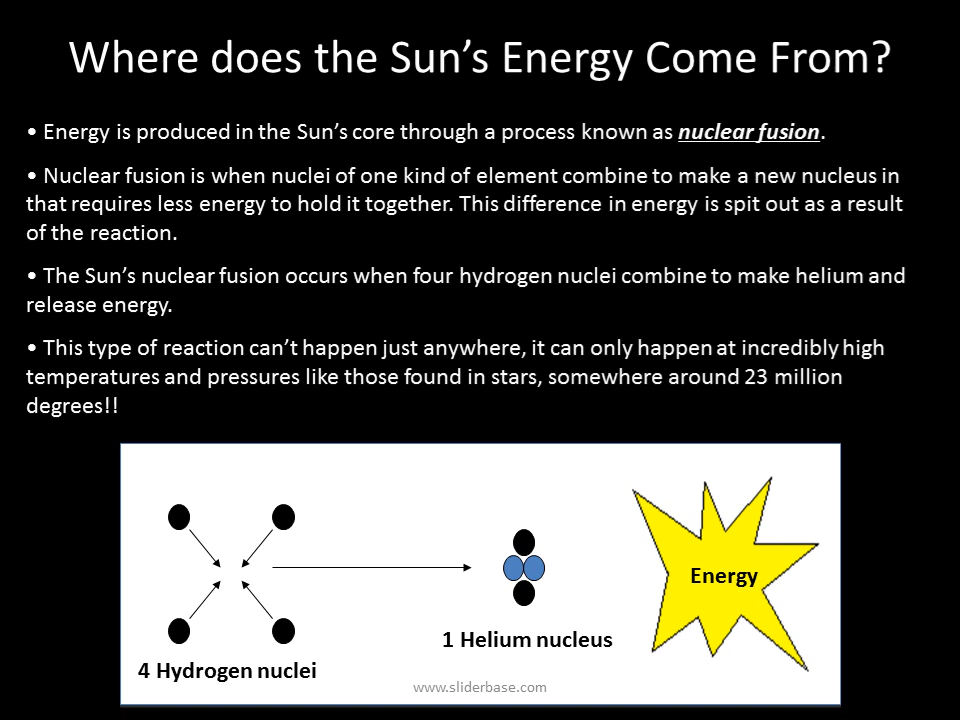 Where does the Sun’s Energy Come From?
• Energy is produced in the Sun’s core through a process known as nuclear fusion.
• Nuclear fusion is when nuclei of one kind of element combine to make a new nucleus in
that requires less energy to hold it together. This difference in energy is spit out as a result
of the reaction.
• The Sun’s nuclear fusion occurs when four hydrogen nuclei combine to make helium and
release energy.
• This type of reaction can’t happen just anywhere, it can only happen at incredibly high
temperatures and pressures like those found in stars, somewhere around 23 million
degrees!!
Energy
1 Helium nucleus
4 Hydrogen nuclei
www.sliderbase.com